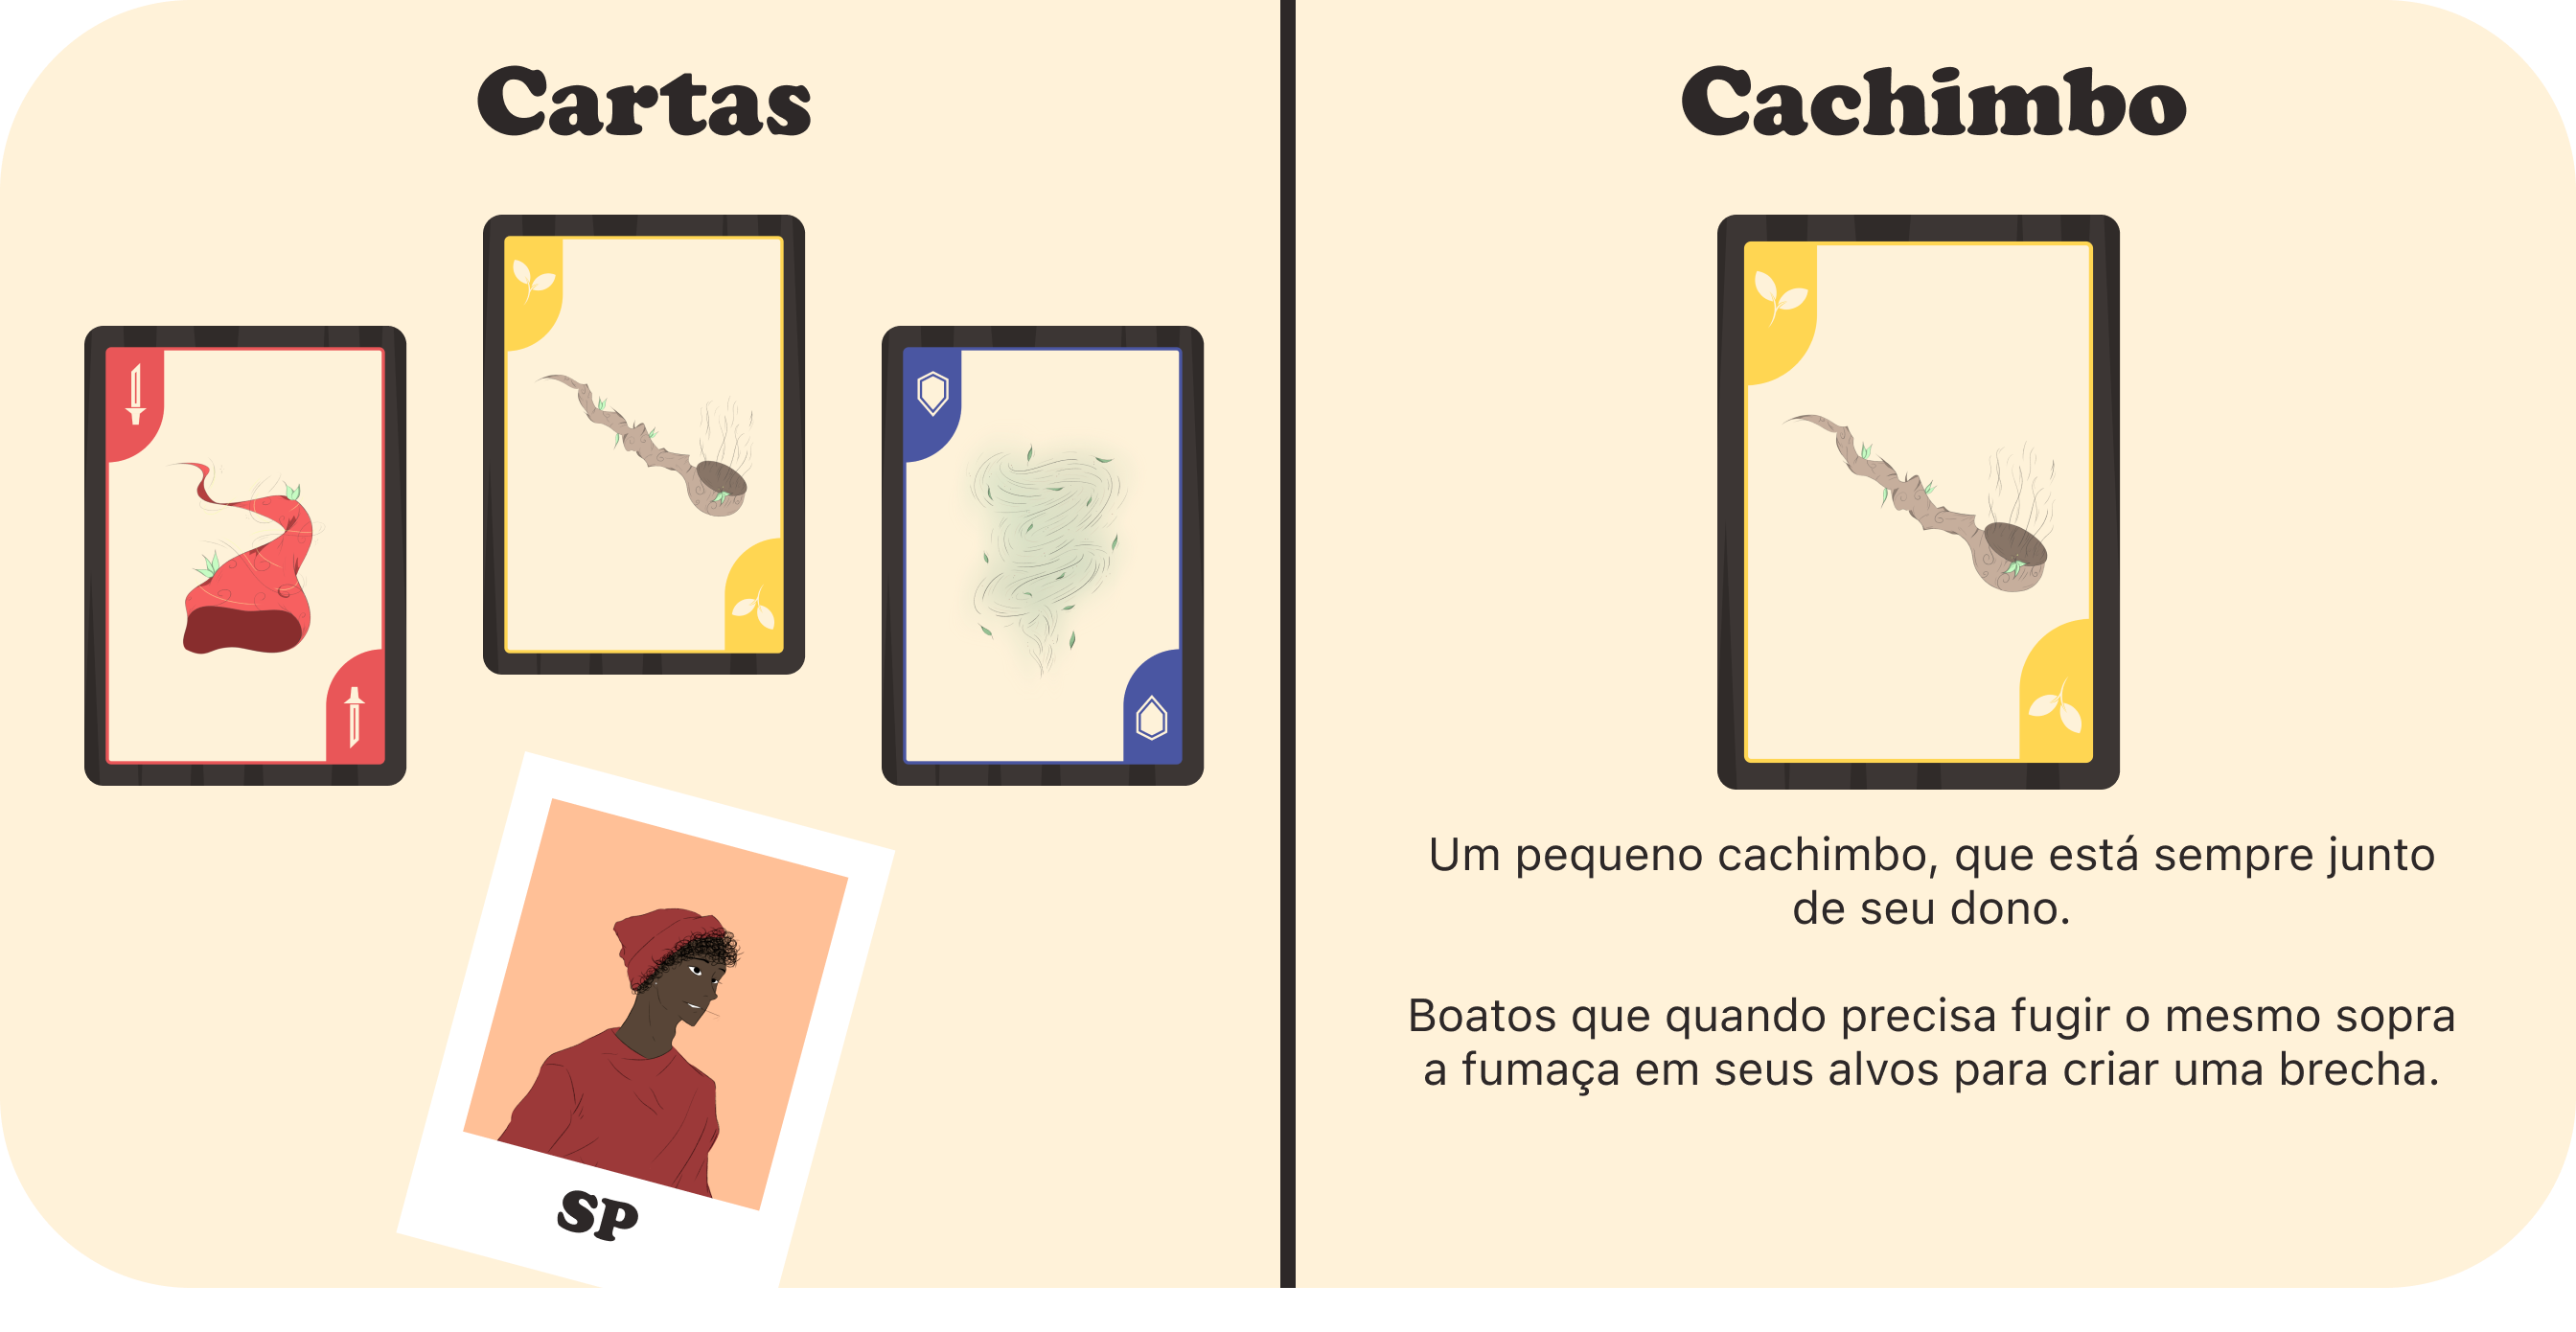 Cartas
SP
Cachimbo
Um pequeno cachimbo, que está sempre junto
de seu dono.
Boatos que quando precisa fugir o mesmo sopra
a fumaça em seus alvos para criar uma brecha.